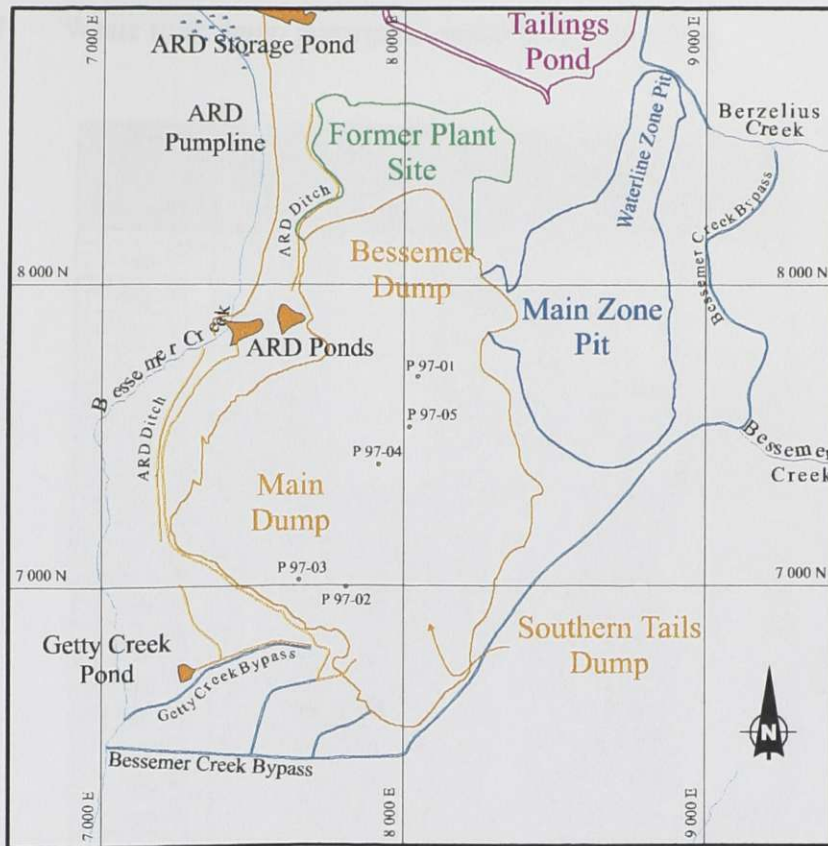 7 000 E
8 000 E
9 000 E
ARD Storage Pond
Tailings
Pond
ARD
Pumpline
Former Plant
Site
Waterline Zone Pit
Berzelius
Creek
ARD Ditch
Bessemer
Dump
Bessemer Creek Bypass
8 000 N
8 000 N
Main Zone
Pit
Bessemer Creek
ARD Ponds
P 97-01
P 97-05
ARD Ditch
P 97-04
Bessemer
Creek
Main
Dump
7 000 N
P 97-03
P 97-02
7 000 N
Getty Creek
Pond
Getty Creek Bypass
Southern Tails
Dump
N
Bessemer Creek Bypass
7 000 E
8 000 E
9 000 E